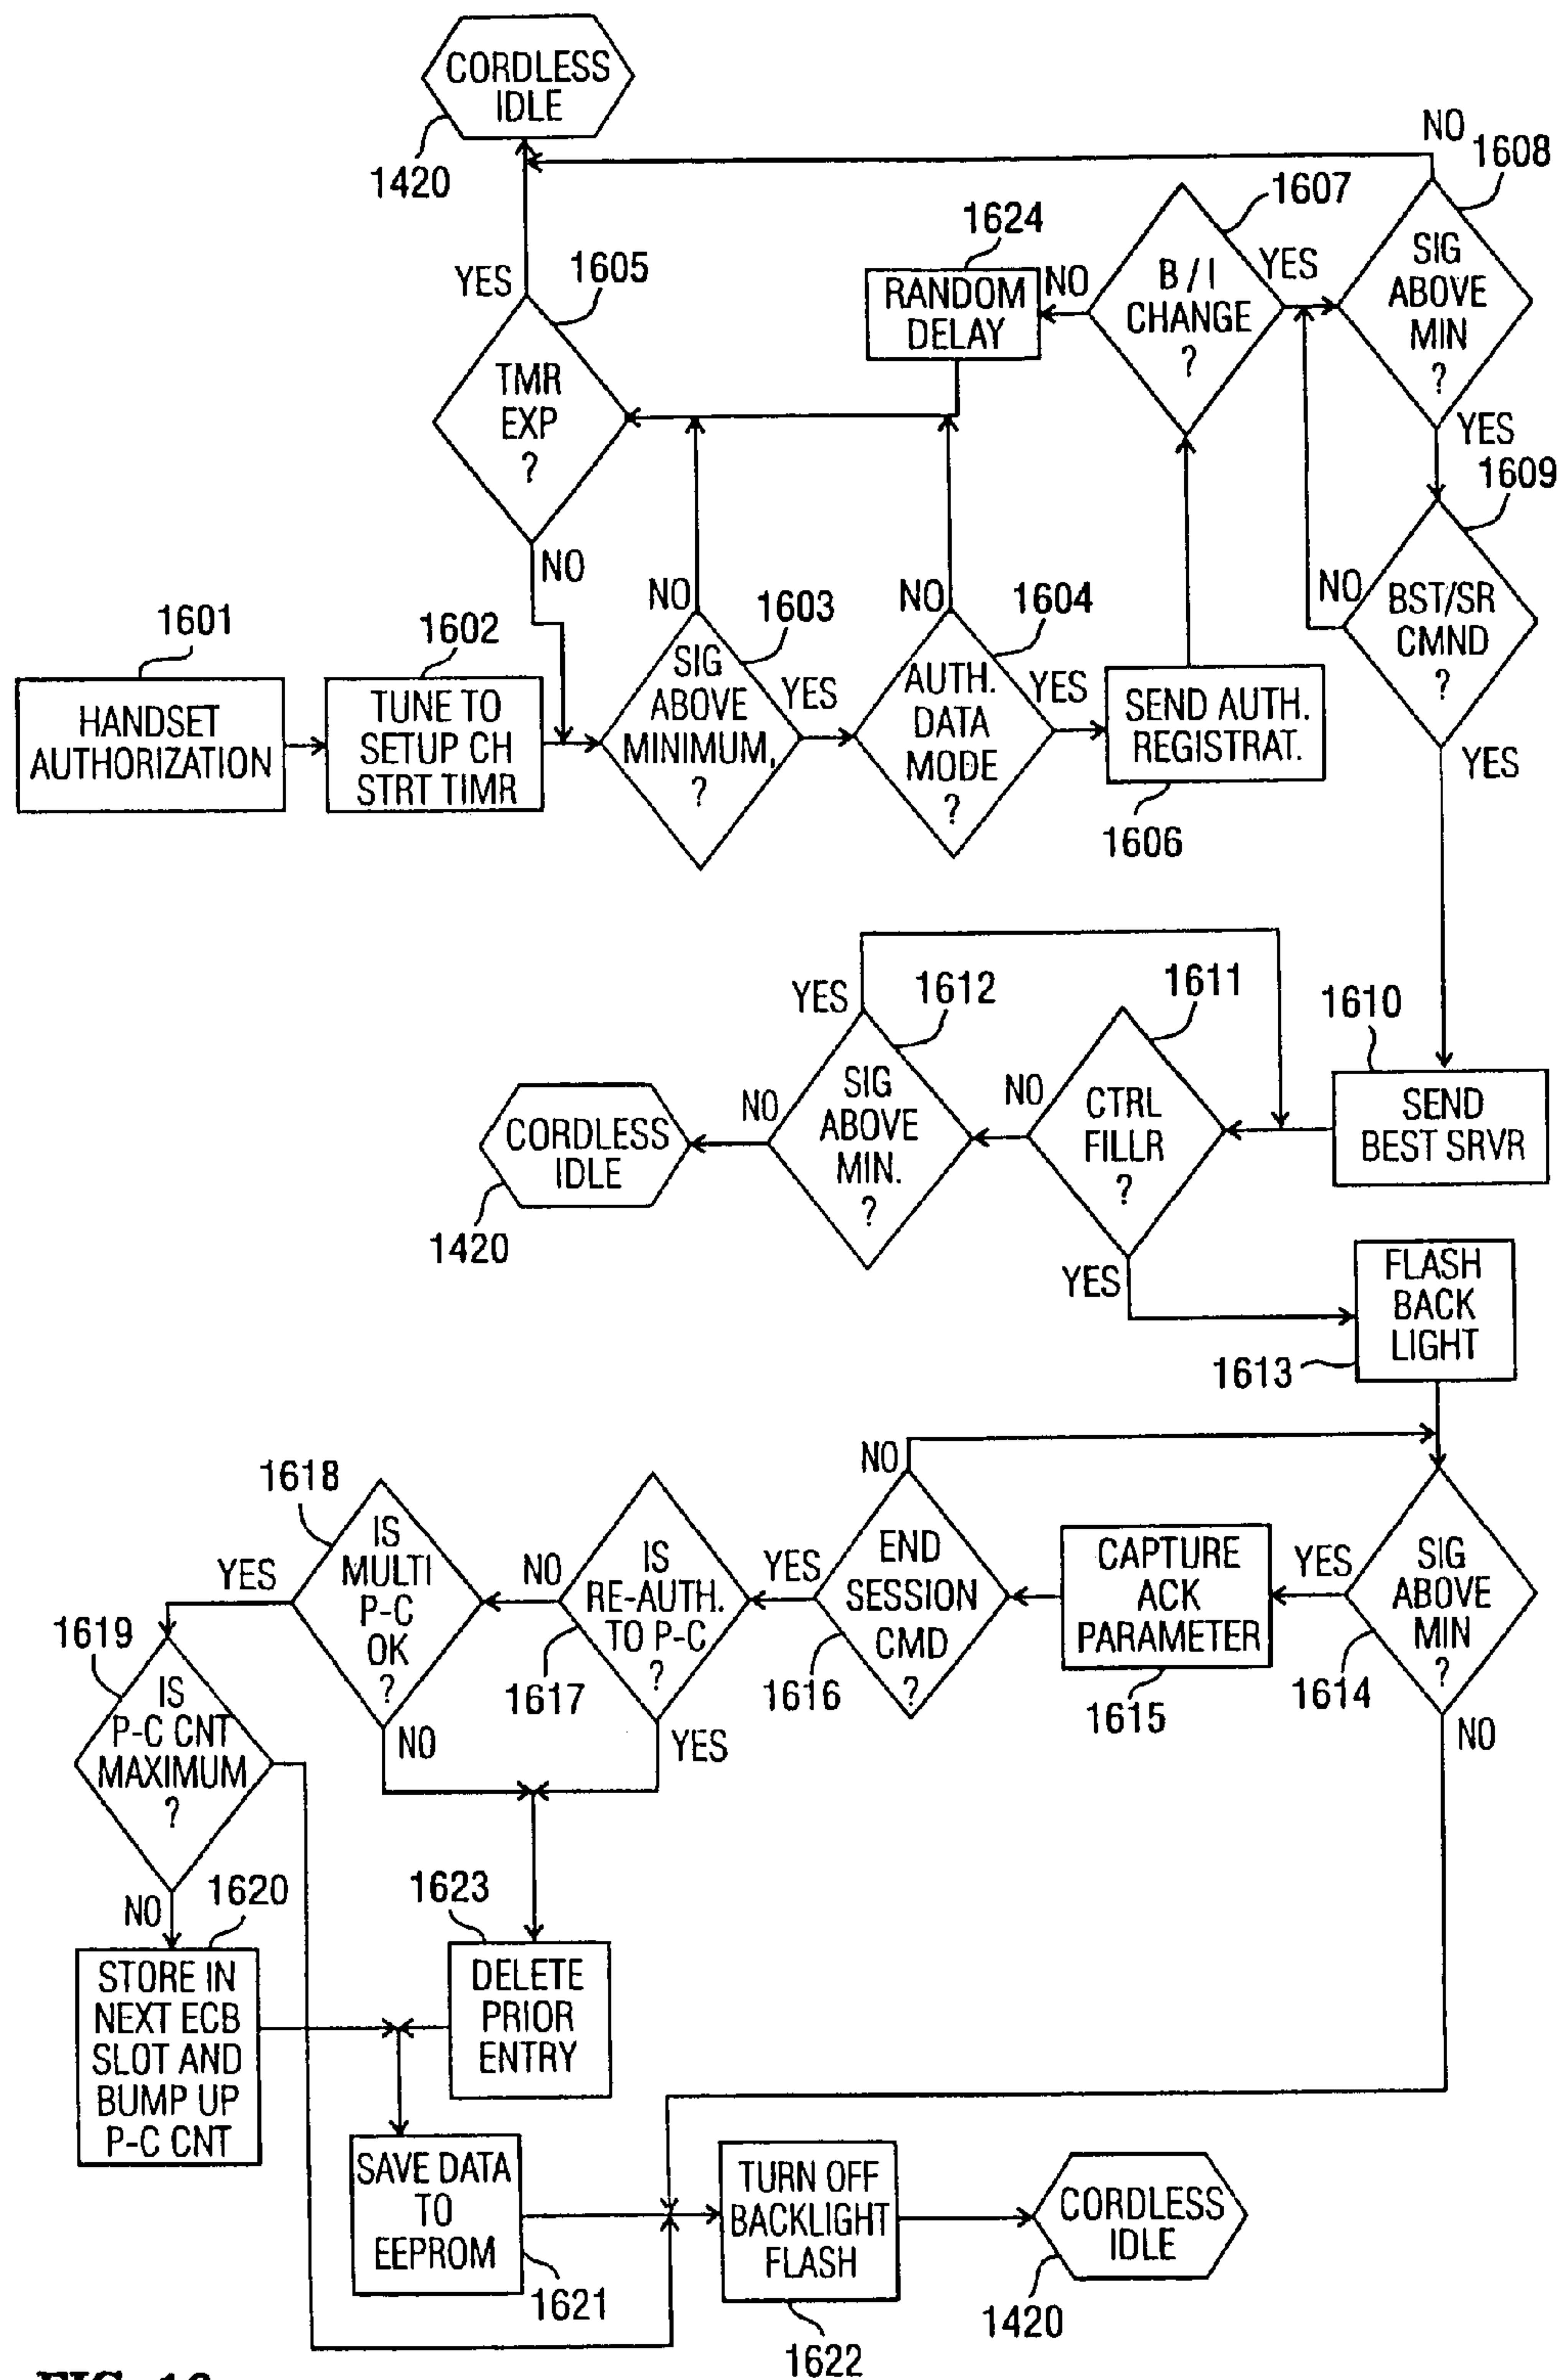 CORDLESS
IDLE
1420
NO
1608
1607
1624
1605
YES
RANDOM
DELAY
NO
B / I
CHANGE
?
YES
SIG
ABOVE
MIN
?
TMR
EXP
?
YES
1609
NO
NO
1603
NO
1604
NO
BST/SR
CMND
?
1601
1602
HANDSET
AUTHORIZATION
TUNE TO
SETUP CH
STRT TIMR
SIG
ABOVE
MINIMUM,
?
YES
AUTH.
DATA
MODE
?
YES
SEND AUTH.
REGISTRAT.
YES
1606
YES
1612
1611
1610
CORDLESS
IDLE
NO
SIG
ABOVE
MIN.
?
NO
CTRL
FILLR
?
SEND
BEST SRVR
1420
YES
FLASH
BACK
LIGHT
1613
1618
NO
YES
IS
MULTI
P-C
OK
?
NO
IS
RE-AUTH.
TO P-C
?
YES
END
SESSION
CMD
?
CAPTURE
ACK
PARAMETER
YES
SIG
ABOVE
MIN
?
1619
1617
1616
1615
1614
IS
P-C CNT
MAXIMUM
?
NO
YES
NO
NO
1620
1623
STORE IN
NEXT ECB
SLOT AND
BUMP UP
P-C CNT
DELETE
PRIOR
ENTRY
SAVE DATA
TO
EEPROM
TURN OFF
BACKLIGHT
FLASH
CORDLESS
IDLE
1621
1622
1420